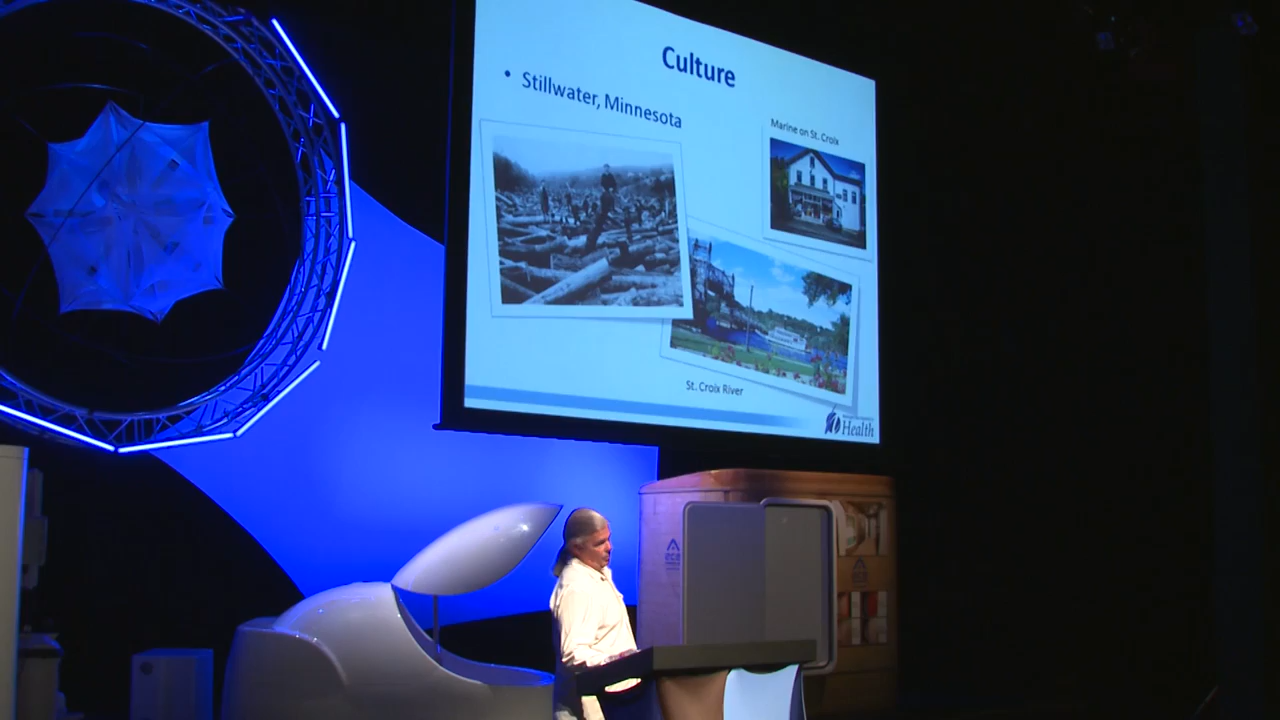 Culture
• Stillwater, Minnesota
Marine on St. Croix
St. Croix River
Health